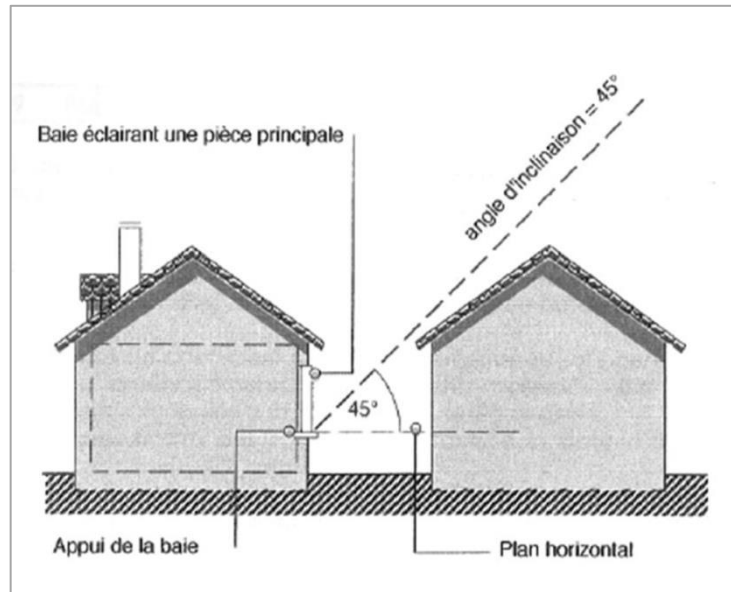 Baie éclairant une pièce principale
angle d'inclinaison = 45°
45°
Appui de la baie
Plan horizontal